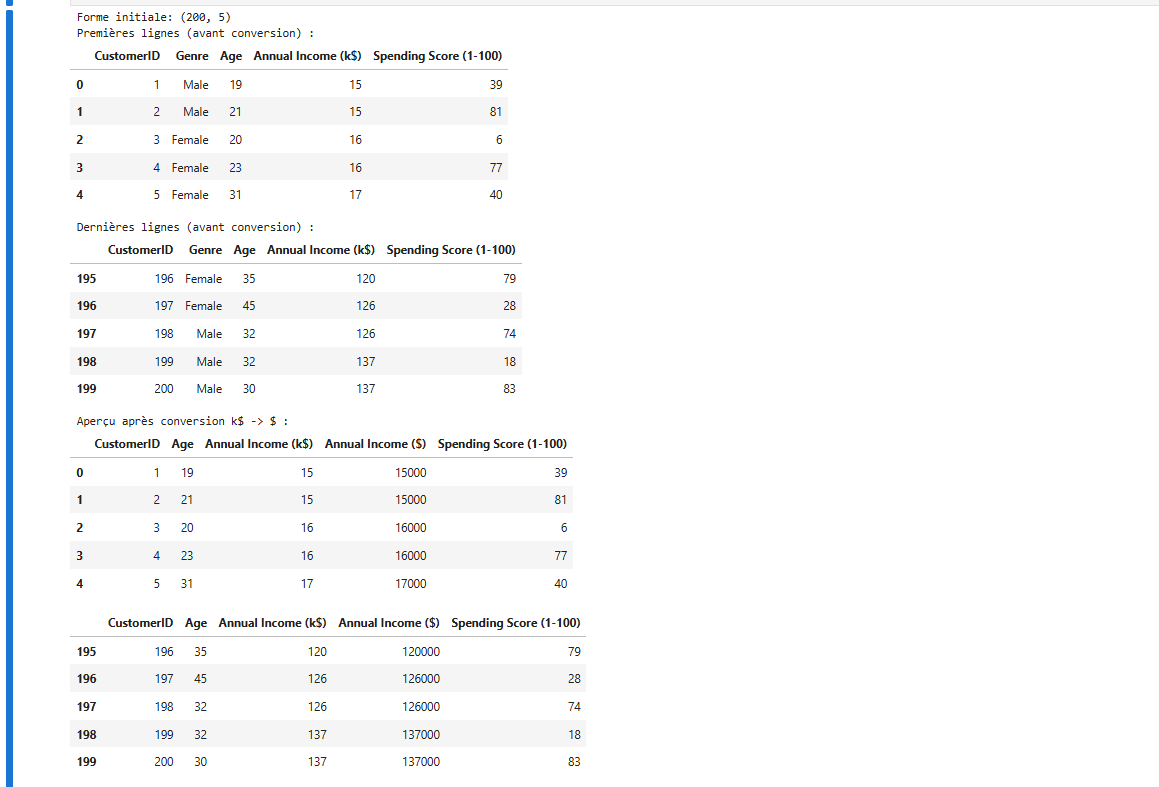 Forme initiale: (200, 5)
Premières lignes (avant conversion) :
CustomerID Genre Age Annual Income (k$) Spending Score (1-100)
0 1 Male 19 15 39
1 2 Male 21 15 81
2 3 Female 20 16 6
3 4 Female 23 16 77
4 5 Female 31 17 40
Dernières lignes (avant conversion) :
CustomerID Genre Age Annual Income (k$) Spending Score (1-100)
195 196 Female 35 120 79
196 197 Female 45 126 28
197 198 Male 32 126 74
198 199 Male 32 137 18
199 200 Male 30 137 83
Aperçu après conversion k$ -> $ :
CustomerID Age Annual Income (k$) Annual Income ($) Spending Score (1-100)
0 1 19 15 15000 39
1 2 21 15 15000 81
2 3 20 16 16000 6
3 4 23 16 16000 77
4 5 31 17 17000 40
CustomerID Age Annual Income (k$) Annual Income ($) Spending Score (1-100)
195 196 35 120 120000 79
196 197 45 126 126000 28
197 198 32 126 126000 74
198 199 32 137 137000 18
199 200 30 137 137000 83